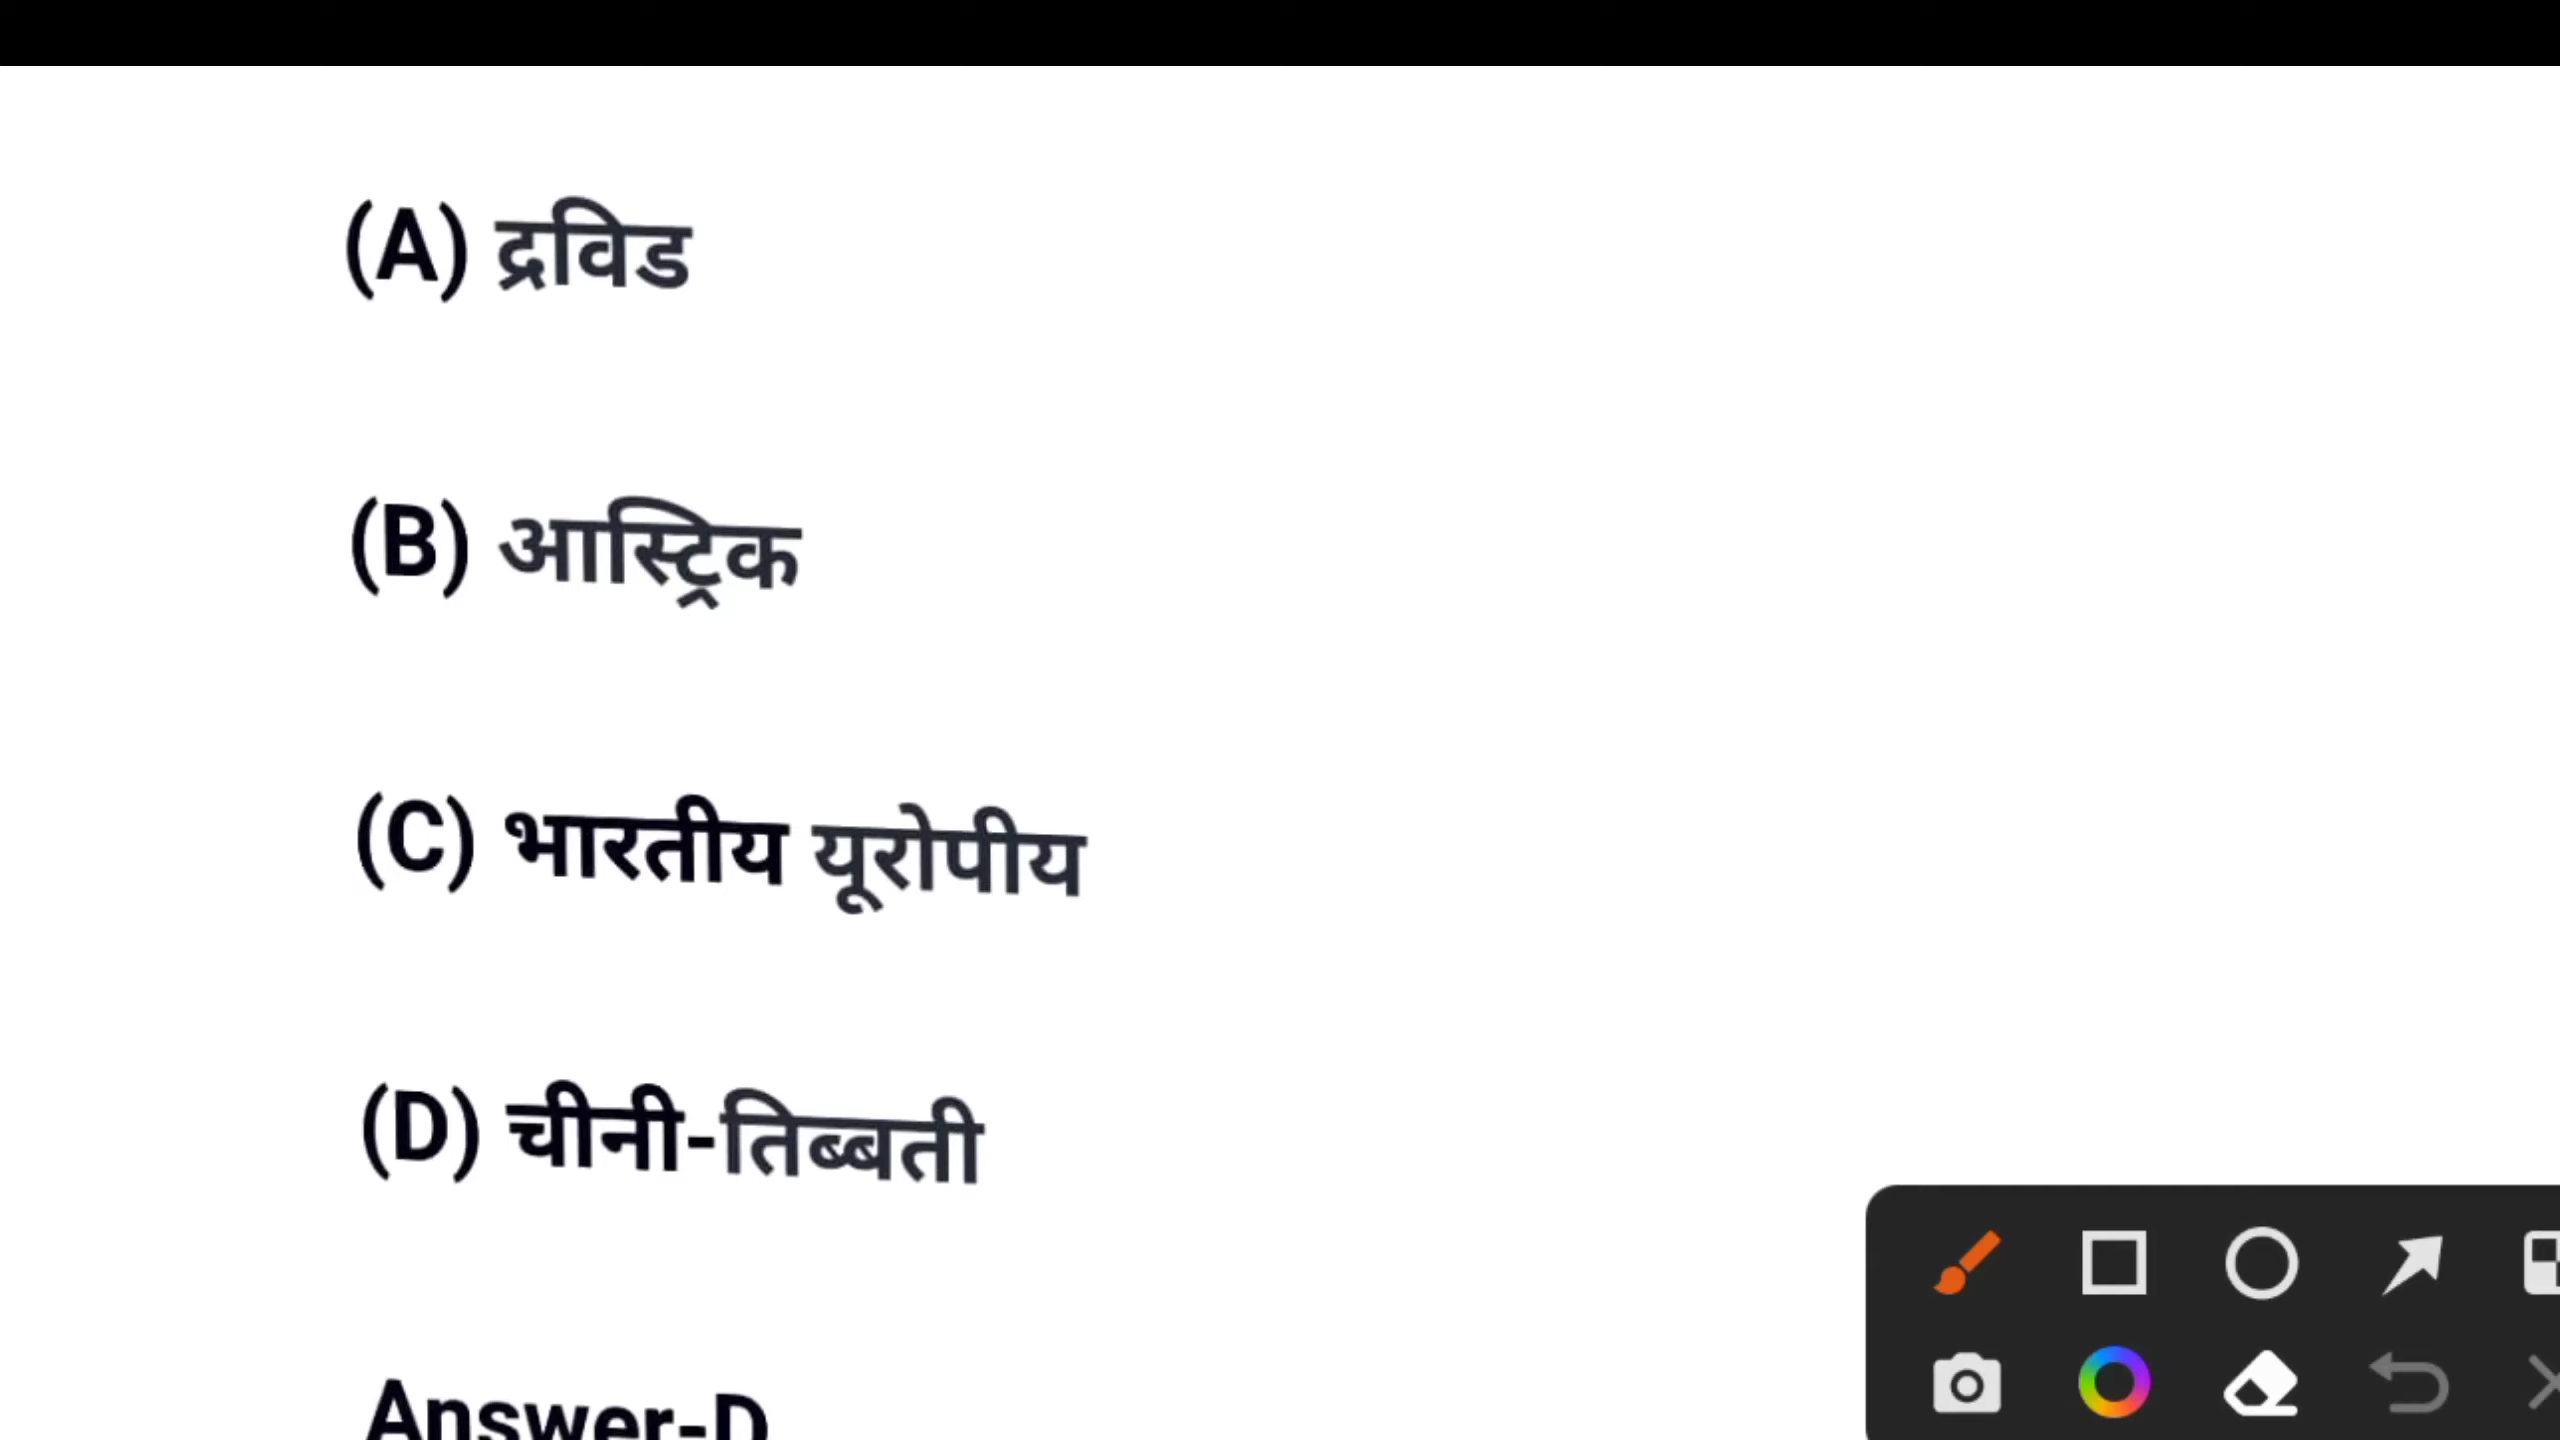 (A) द्रविड
(B) आस्ट्रिक
(C) भारतीय यूरोपीय
(D) चीनी-तिब्बती
Answer-D